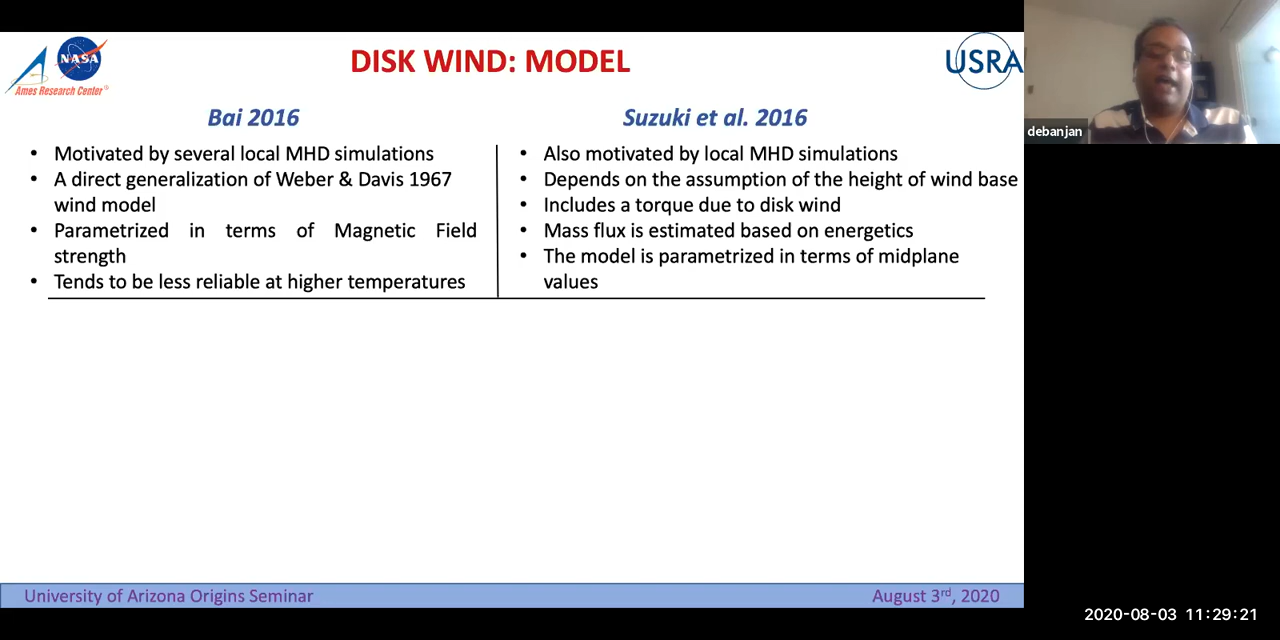 NASA
Ames Research Center
DISK WIND: MODEL
USRA
debanjan
Bai 2016
• Motivated by several local MHD simulations
• A direct generalization of Weber & Davis 1967
wind model
• Parametrized in terms of Magnetic Field
strength
• Tends to be less reliable at higher temperatures
Suzuki et al. 2016
• Also motivated by local MHD simulations
• Depends on the assumption of the height of wind base
• Includes a torque due to disk wind
• Mass flux is estimated based on energetics
• The model is parametrized in terms of midplane
values
University of Arizona Origins Seminar
August 3rd, 2020
2020-08-03 11:29:21